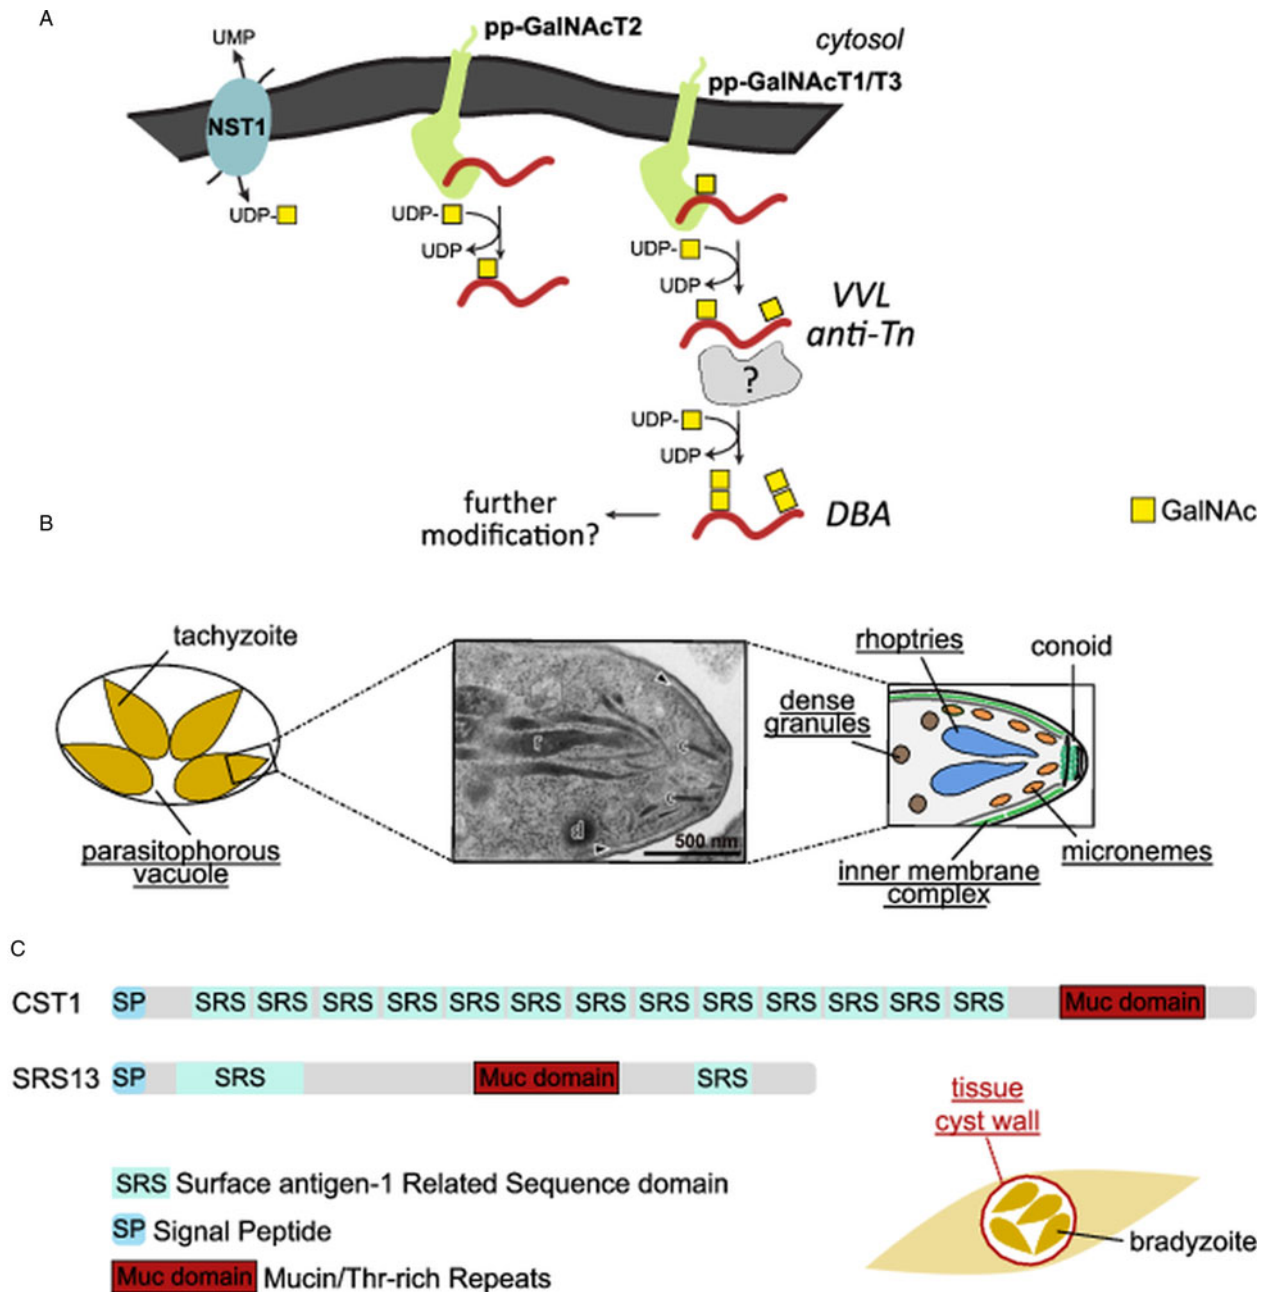 A
UMP
pp-GalNAcT2
cytosol
pp-GalNAcT1/T3
NST1
UDP-
UDP-
UDP
UDP-
UDP
VVL
anti-Tn
?
UDP-
UDP
further
modification?
DBA
GalNAc
B
tachyzoite
parasitophorous
vacuole
r
c
c
d
500 nm
rhoptries
conoid
dense
granules
micronemes
inner membrane
complex
C
CST1 SP SRS SRS SRS SRS SRS SRS SRS SRS SRS SRS SRS SRS SRS Muc domain
SRS13 SP SRS Muc domain SRS
tissue
cyst wall
bradyzoite
SRS Surface antigen-1 Related Sequence domain
SP Signal Peptide
Muc domain Mucin/Thr-rich Repeats